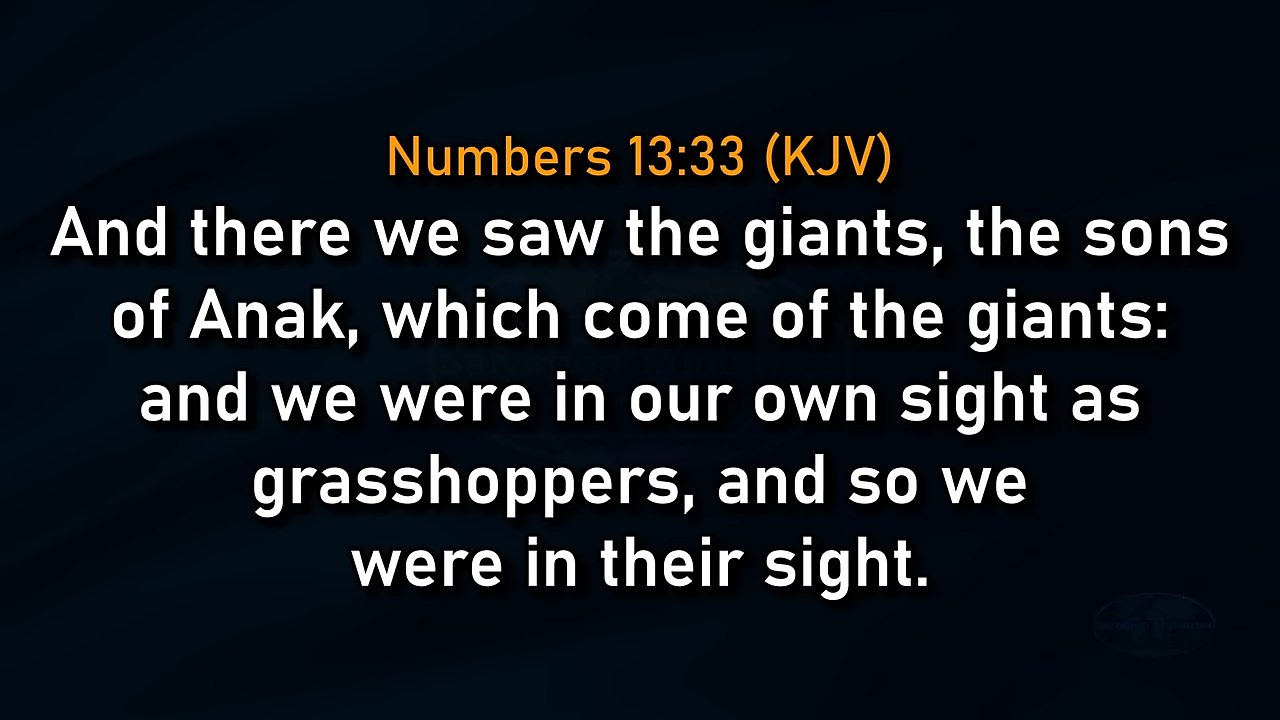 Numbers 13:33 (KJV)
And there we saw the giants, the sons
of Anak, which come of the giants:
and we were in our own sight as
grasshoppers, and so we
were in their sight.